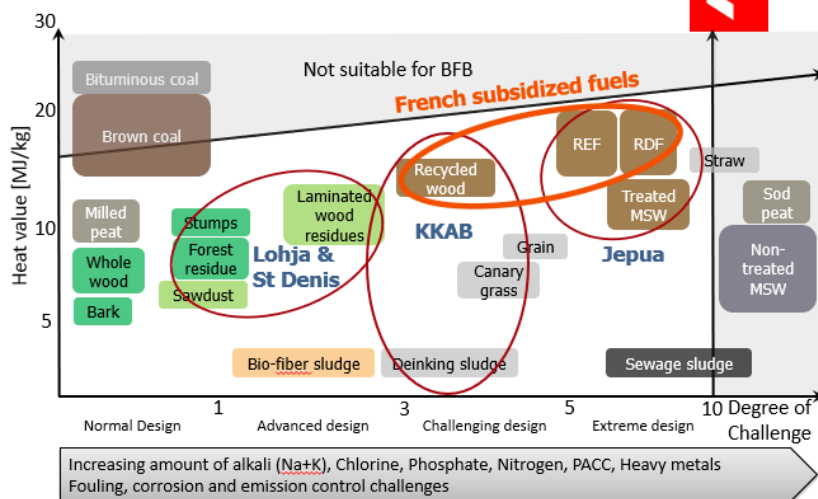 30
Heat value [MJ/kg]
20
10
5
Not suitable for BFB
French subsidized fuels
Bituminous coal
Brown coal
REF
RDF
Straw
Recycled
wood
Treated
MSW
Sod
peat
Laminated
wood
residues
Milled
peat
Stumps
KKAB
Grain
Jepua
Non-
treated
MSW
Whole
wood
Forest
residue
Lohja &
St Denis
Canary
grass
Sawdust
Bark
Bio-fiber sludge
Deinking sludge
Sewage sludge
1
3
5
10
Degree of
Challenge
Normal Design
Advanced design
Challenging design
Extreme design
Increasing amount of alkali (Na+K), Chlorine, Phosphate, Nitrogen, PACC, Heavy metals
Fouling, corrosion and emission control challenges